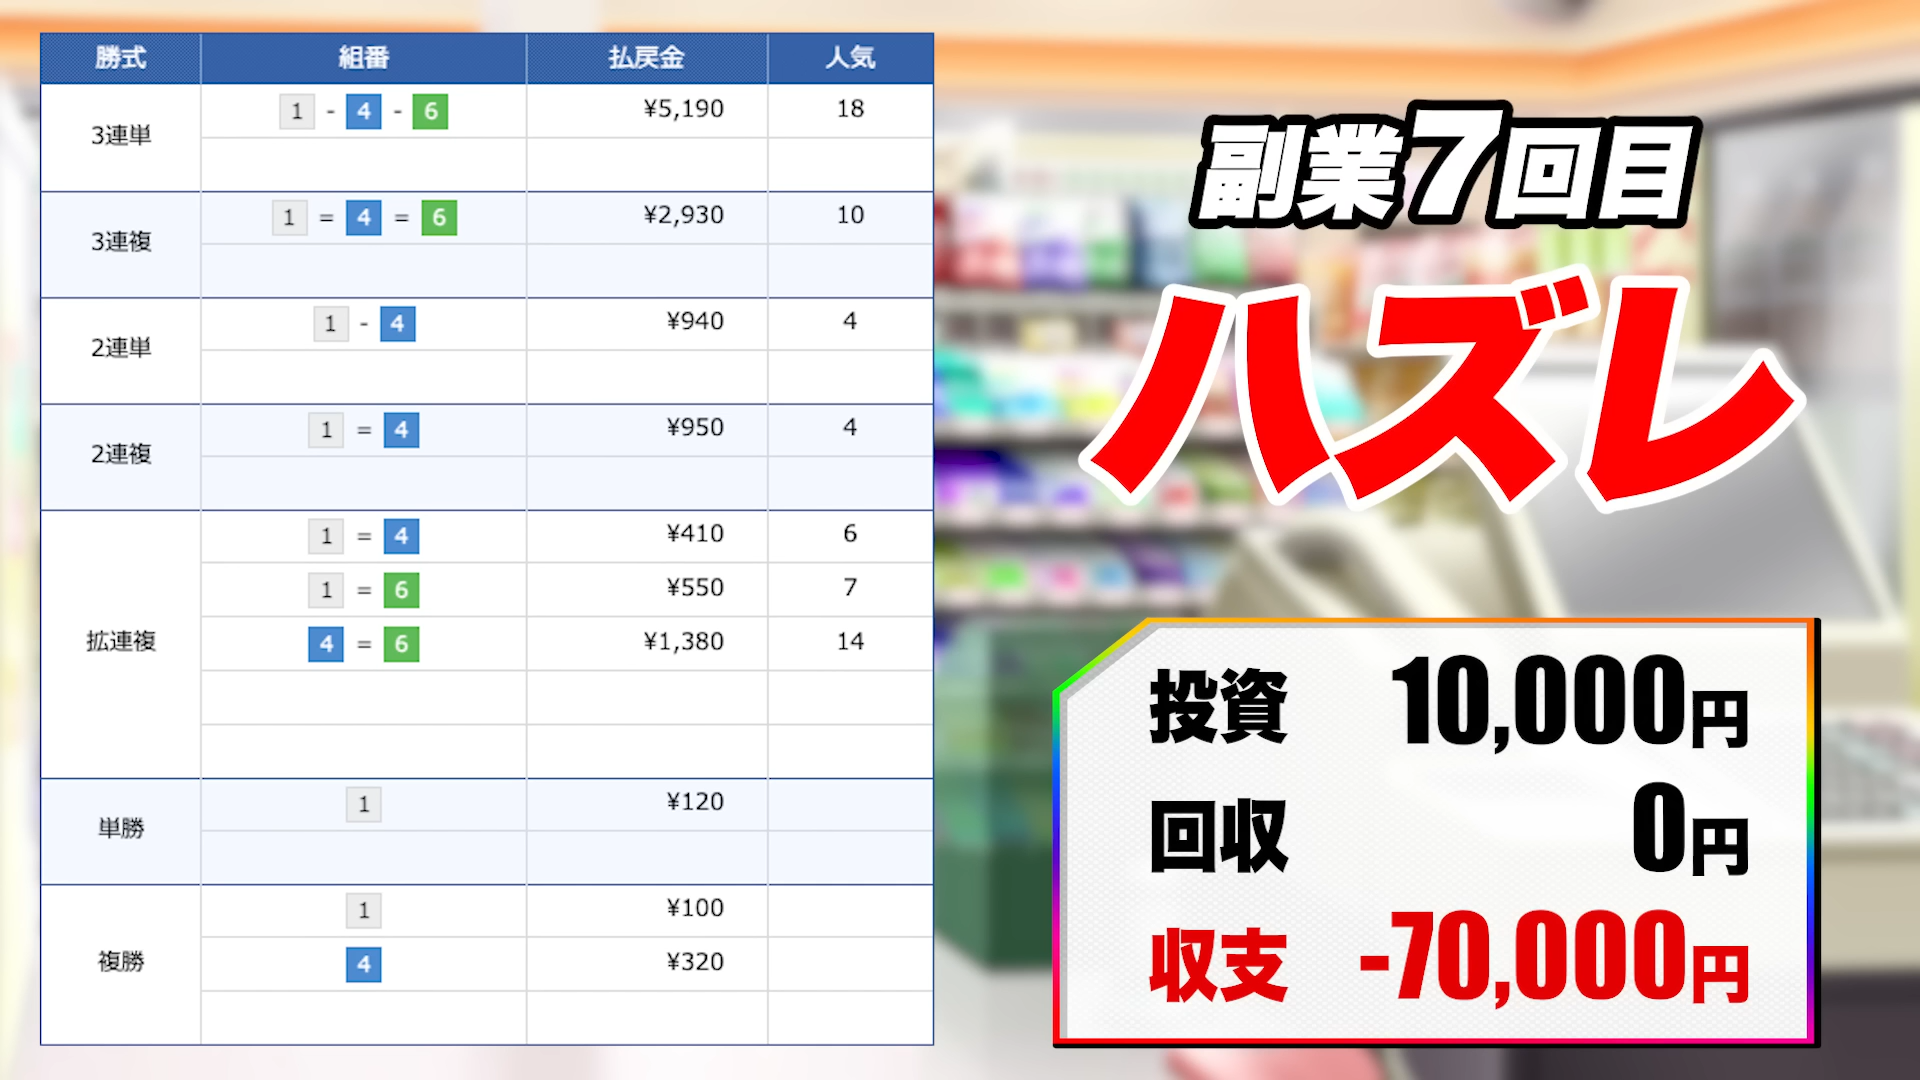 勝式 組番 払戻金 人気
3連単 1 - 4 - 6 ¥5,190 18
3連複 1 = 4 = 6 ¥2,930 10
2連単 1 - 4 ¥940 4
2連複 1 = 4 ¥950 4
拡連複 1 = 4 ¥410 6
1 = 6 ¥550 7
4 = 6 ¥1,380 14
単勝 1 ¥120
複勝 1 ¥100
4 ¥320
副業7回目
ハズレ
投資 10,000円
回収 0円
収支 -70,000円